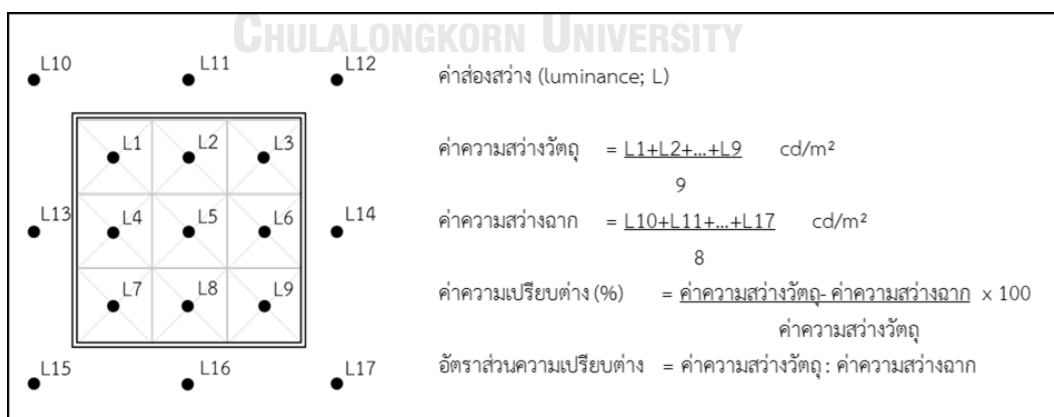 CHULALONGKORN UNIVERSITY
L10 L11 L12
ค่าส่องสว่าง (luminance; L)
L1 L2 L3
ค่าความสว่างวัตถุ = L1+L2+...+L9 cd/m²
9
L13 L4 L5 L6 L14
ค่าความสว่างฉาก = L10+L11+...+L17 cd/m²
8
L7 L8 L9
ค่าความเปรียบต่าง (%) = ค่าความสว่างวัตถุ- ค่าความสว่างฉาก x 100
ค่าความสว่างวัตถุ
L15 L16 L17
อัตราส่วนความเปรียบต่าง = ค่าความสว่างวัตถุ : ค่าความสว่างฉาก